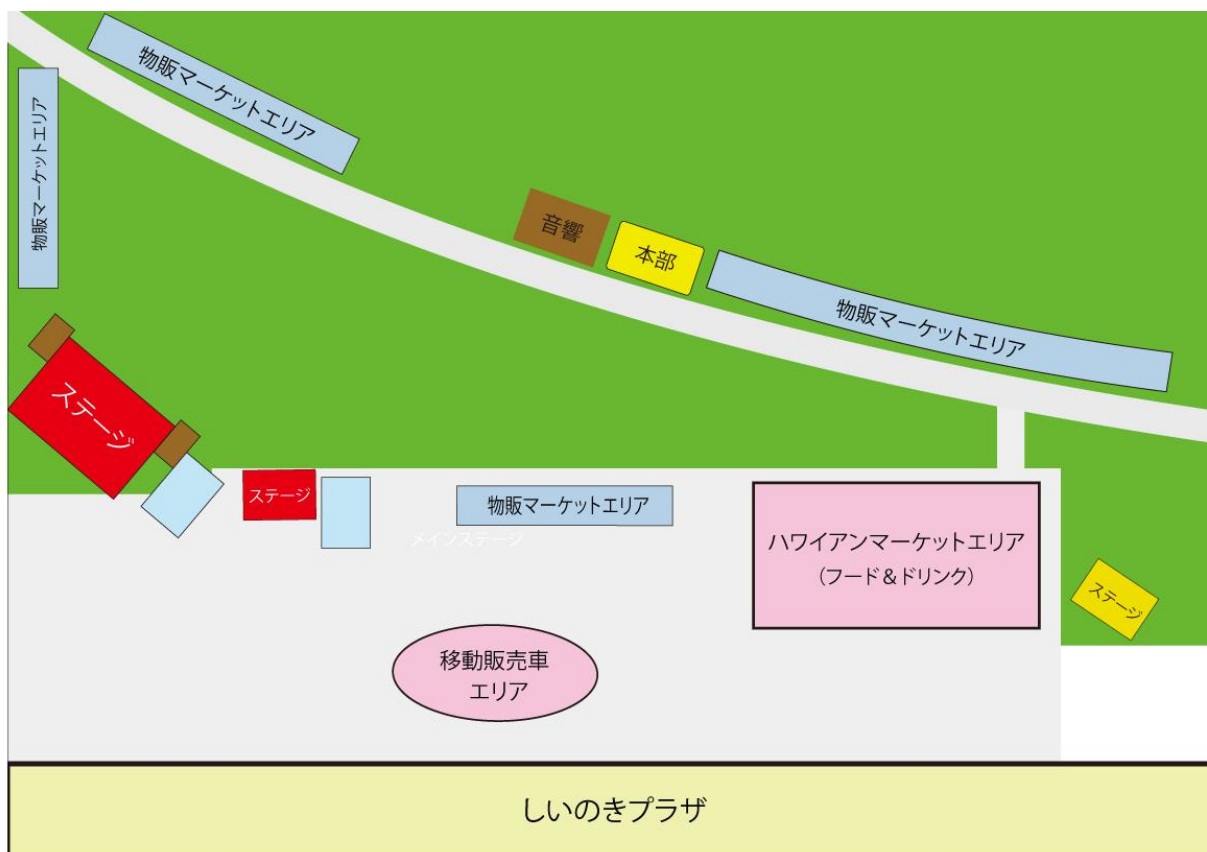 物販マーケットエリア
物販マーケットエリア
音響
本部
物販マーケットエリア
ステージ
ステージ
物販マーケットエリア
メインステージ
ハワイアンマーケットエリア
（フード＆ドリンク）
ステージ
移動販売車
エリア
しいのきプラザ